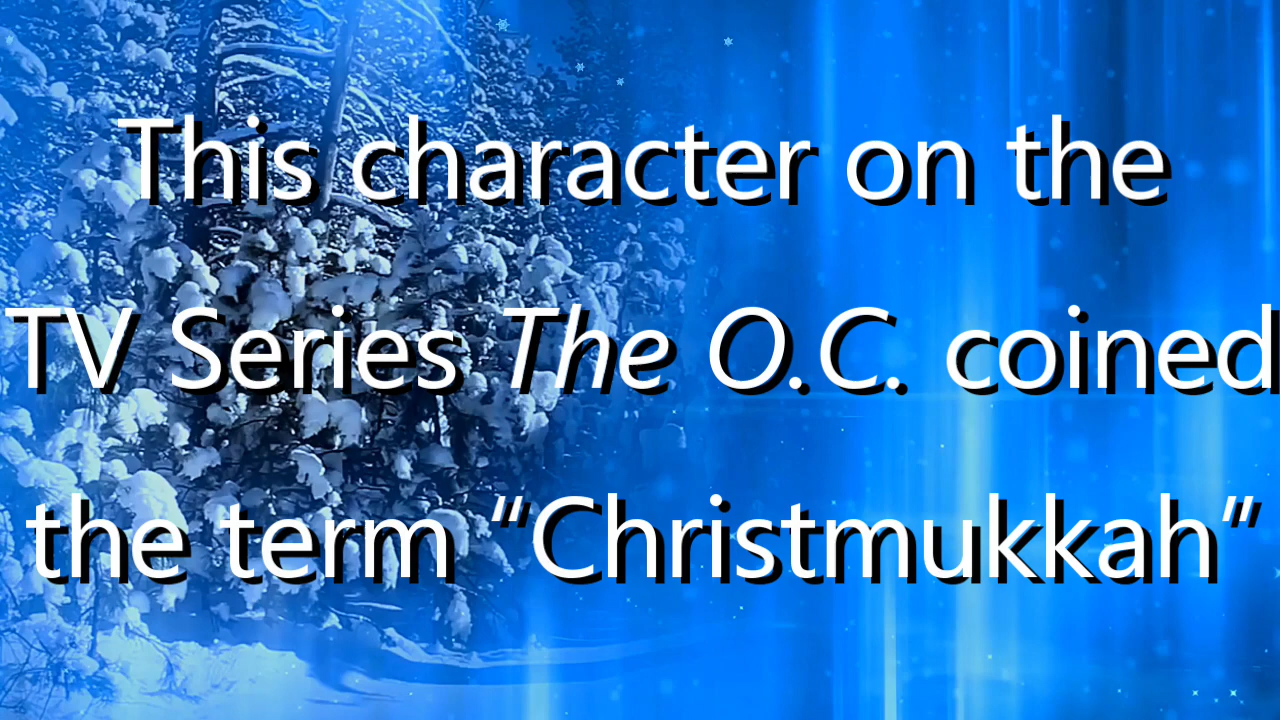 This character on the
TV Series The O.C. coined
the term “Christmukkah”